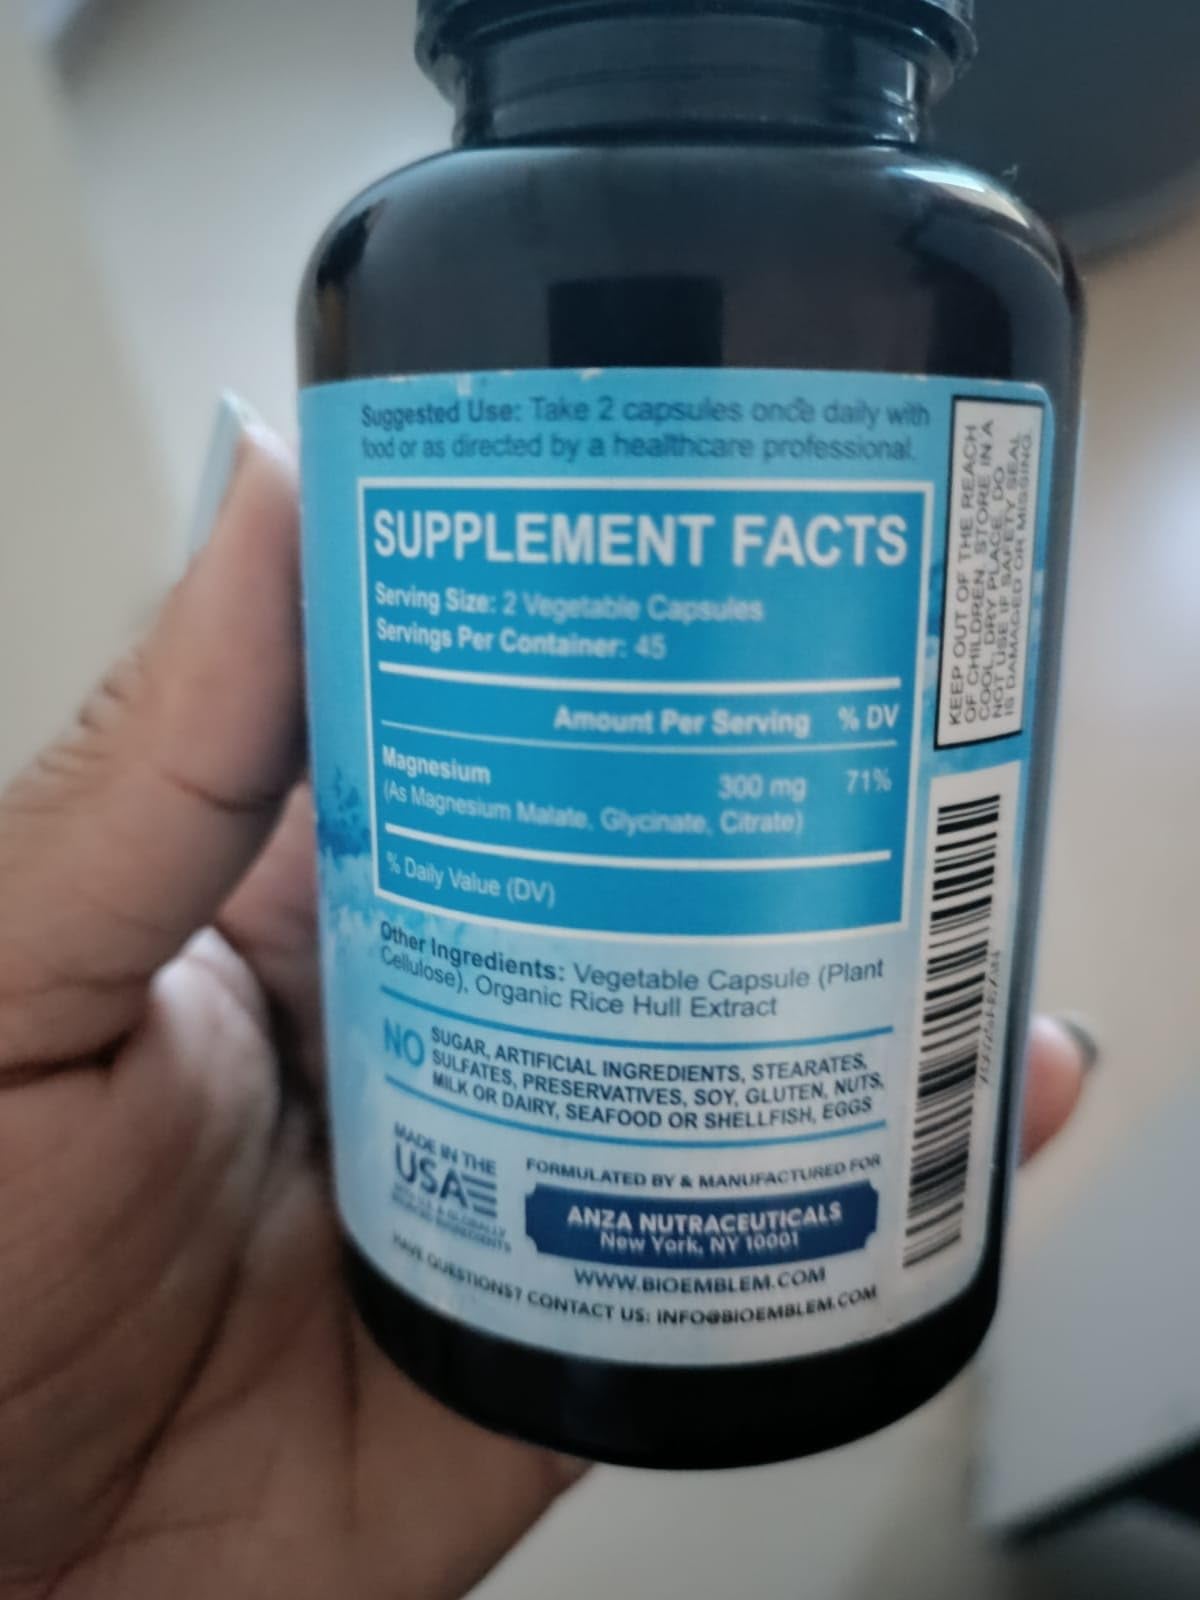 Suggested Use: Take 2 capsules once daily with
food or as directed by a healthcare professional.
SUPPLEMENT FACTS
Serving Size: 2 Vegetable Capsules
Servings Per Container: 45
Amount Per Serving % DV
Magnesium 300 mg 71%
(As Magnesium Malate, Glycinate, Citrate)
% Daily Value (DV)
Other Ingredients: Vegetable Capsule (Plant
Cellulose), Organic Rice Hull Extract
NO SUGAR, ARTIFICIAL INGREDIENTS, STEARATES,
SULFATES, PRESERVATIVES, SOY, GLUTEN, NUTS,
MILK OR DAIRY, SEAFOOD OR SHELLFISH, EGGS
MADE IN THE
USA
FORMULATED BY & MANUFACTURED FOR
ANZA NUTRACEUTICALS
New York, NY 10001
WWW.BIOEMBLEM.COM
HAVE QUESTIONS? CONTACT US: INFO@BIOEMBLEM.COM
KEEP OUT OF THE REACH
OF CHILDREN. STORE IN A
COOL, DRY PLACE. DO
NOT USE IF SAFETY SEAL
IS DAMAGED OR MISSING.